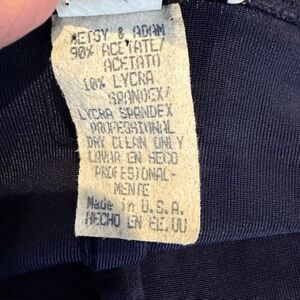 BETSY & ADAM
90% ACETATE/
ACETATO
10% LYCRA
SPANDEX/
LYCRA SPANDEX
PROFESSIONAL
DRY CLEAN ONLY
LAVAR EN SECO
PROFESIONAL-
MENTE
Made in U.S.A.
HECHO EN EE.UU